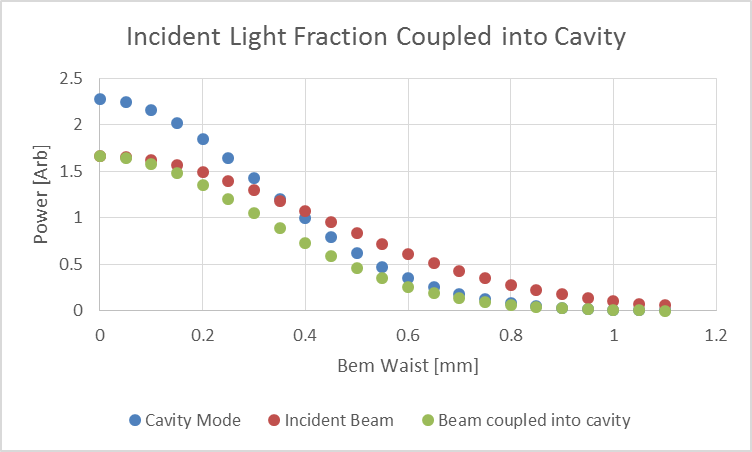 Incident Light Fraction Coupled into Cavity
2.5
2
1.5
1
0.5
0
Power [Arb]
0 0.2 0.4 0.6 0.8 1 1.2
Bem Waist [mm]
Cavity Mode Incident Beam Beam coupled into cavity